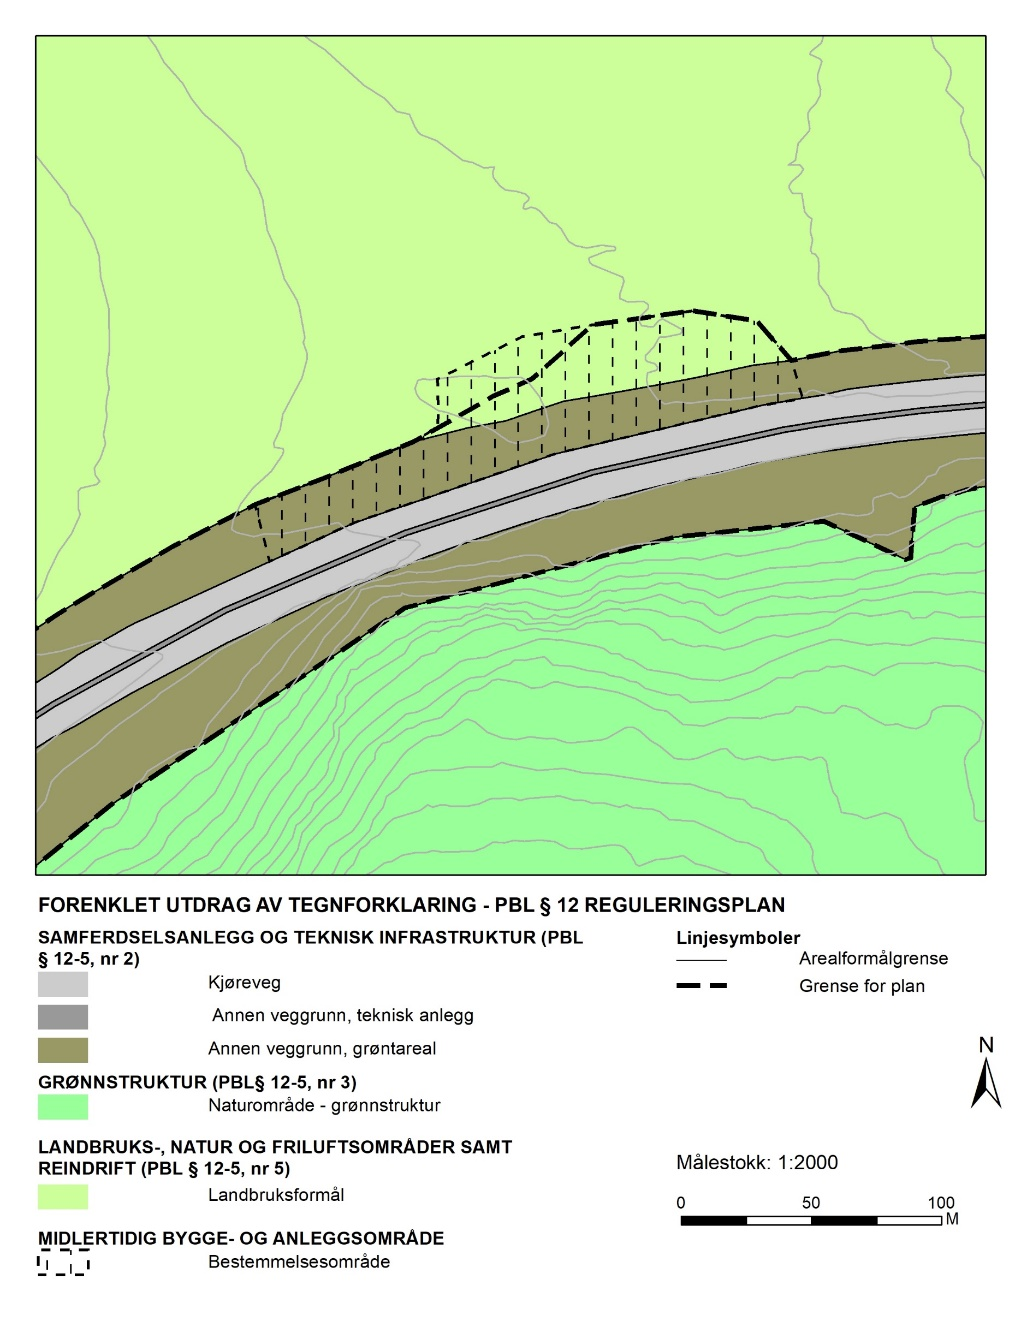 FORENKLET UTDRAG AV TEGNFORKLARING - PBL § 12 REGULERINGSPLAN
SAMFERDSELSANLEGG OG TEKNISK INFRASTRUKTUR (PBL
§ 12-5, nr 2)
Kjøreveg
Annen veggrunn, teknisk anlegg
Annen veggrunn, grøntareal
GRØNNSTRUKTUR (PBL§ 12-5, nr 3)
Naturområde - grønnstruktur
LANDBRUKS-, NATUR OG FRILUFTSOMRÅDER SAMT
REINDRIFT (PBL § 12-5, nr 5)
Landbruksformål
MIDLERTIDIG BYGGE- OG ANLEGGSOMRÅDE
Bestemmelsesområde
Linjesymboler
Arealformålgrense
Grense for plan
N
Målestokk: 1:2000
0 50 100
M